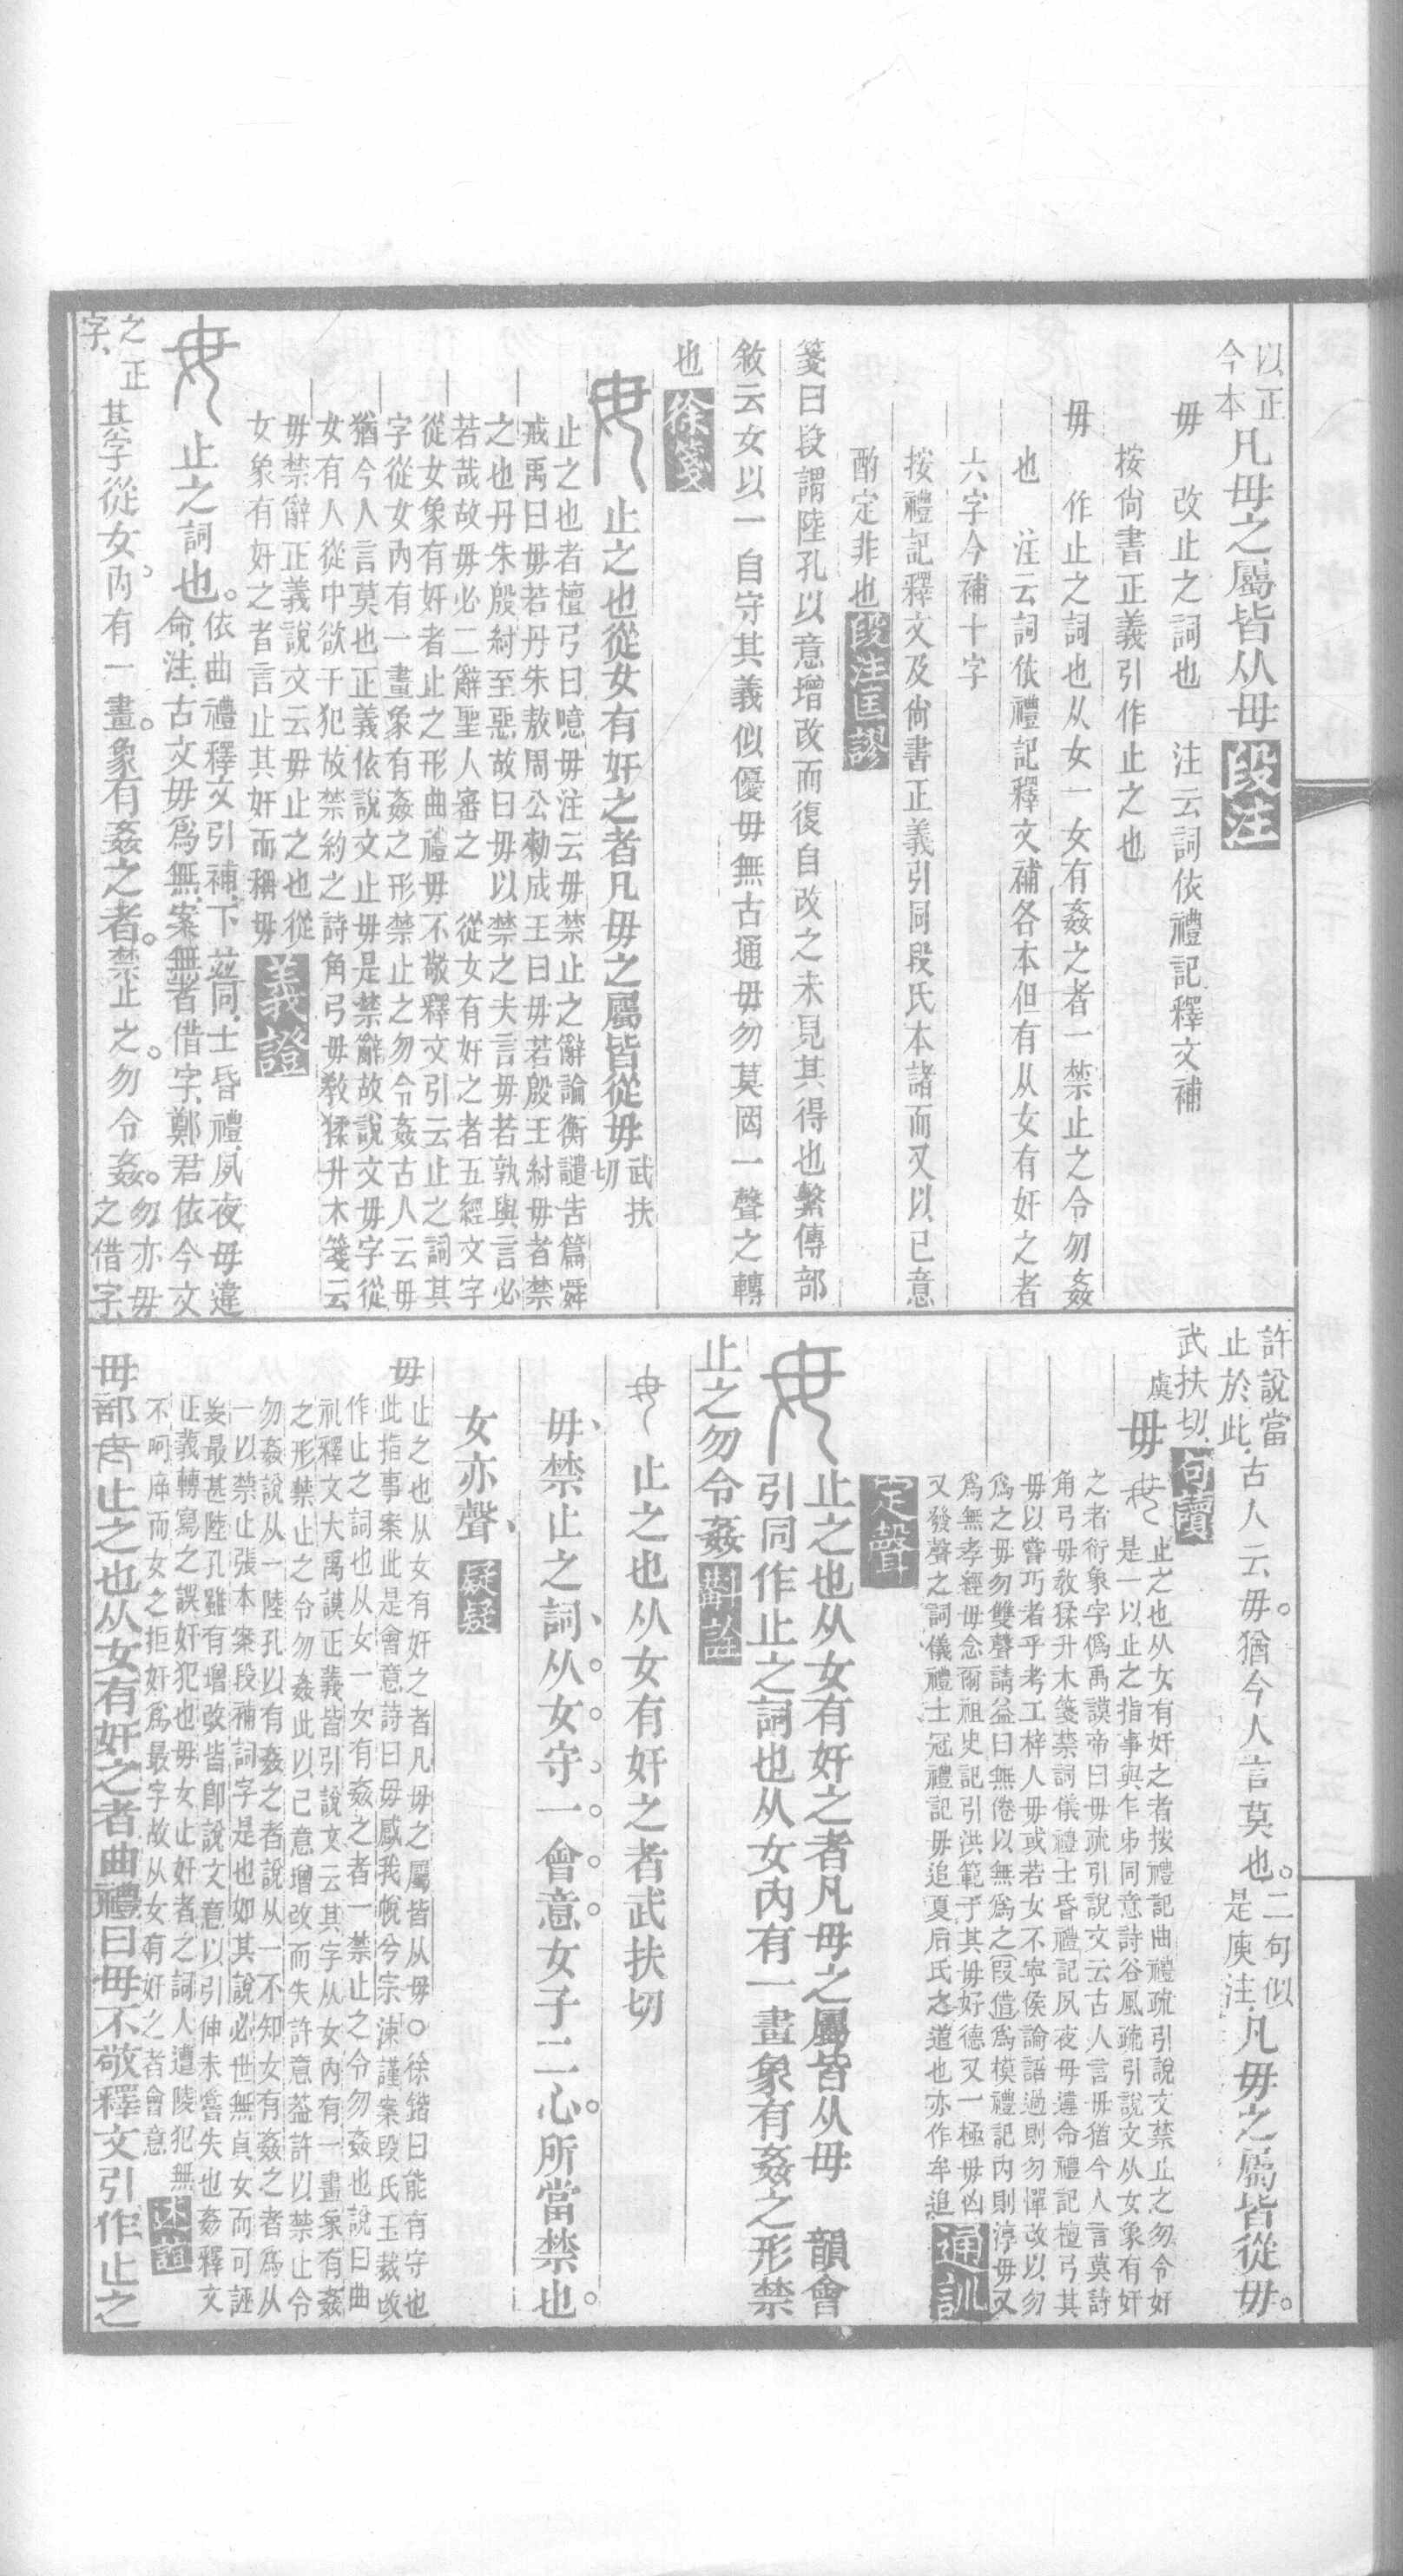 以正
今本
凡毋之屬皆从毋 段注
毋　改止之詞也　注云詞依禮記釋文補
按尙書正義引作止之也
毋　作止之詞也从女一女有姦之者一禁止之令勿姦
也　注云詞依禮記釋文補各本但有从女有奸之者
六字今補十字
按禮記釋文及尙書正義引同段氏本諸而又以已意
酌定非也 段注匡謬
箋曰段謂陸孔以意增改而復自改之未見其得也繫傳部
敘云女以一自守其義似優毋無古通毋勿莫罔一聲之轉
也 徐箋
止之也從女有奸之者凡毋之屬皆從毋
武扶
切
止之也者檀弓曰噫毋注云毋禁止之辭論衡譴告篇舜
戒禹曰毋若丹朱敖周公勑成王曰毋若殷王紂毋者禁
之也丹朱殷紂至惡故曰毋以禁之夫言毋若孰與言必
若哉故毋必二辭聖人審之　從女有奸之者五經文字
從女象有奸者止之形曲禮毋不敬釋文引云止之詞其
字從女內有一畫象有姦之形禁止之勿令姦古人云毋
猶今人言莫也正義依說文止毋是禁辭故說文毋字從
女有人從中欲干犯故禁約之詩角弓毋敎猱升木箋云
毋禁辭正義說文云毋止之也從
女象有奸之者言止其奸而稱毋 義證
止之詞也。
依曲禮釋文引補、下茲同、士昏禮、夙夜毋違
命、注、古文毋爲無、案無者借字、鄭君依今文
之正
字、
其字從女。內有一畫。象有姦之者。禁止之。勿令姦。
勿亦毋
之借字、
許說當
止於此、
古人云毋。猶今人言莫也。
二句似
是庾注、
凡毋之屬皆從毋。
武扶切、 句讀
虞
毋
止之也从女有奸之者按禮記曲禮疏引說文禁止之勿令奸
是一以止之指事與乍𣎵同意詩谷風疏引說文从女象有奸
之者衍象字僞禹謨帝曰毋疏引說文云古人言毋猶今人言莫詩
角弓毋敎猱升木箋禁詞儀禮士昏禮記夙夜毋違命禮記檀弓其
毋以嘗巧者乎考工梓人毋或若女不寧侯論語過則勿憚改以勿
爲之毋勿雙聲請益曰無倦以無爲之叚借爲模禮記內則淳毋又
爲無孝經毋念爾祖史記引洪範于其毋好德又一極毋凶
又發聲之詞儀禮士冠禮記毋追夏后氏之道也亦作牟追 通訓
定聲
止之也从女有奸之者凡毋之屬皆从毋　韻會
引同作止之詞也从女內有一畫象有姦之形禁
止之勿令姦 斠詮
止之也从女有奸之者武扶切
毋、禁止之詞、从女守一。會意女子二心。所當禁也。
女亦聲、 疑疑
毋
止之也从女有奸之者凡毋之屬皆从毋○徐鍇曰能有守也
此指事案此是會意詩曰毋感我帨兮宗涑謹案段氏玉裁改
作止之詞也从女一女有姦之者一禁止之令勿姦也說曰曲
礼釋文大禹謨正義皆引說文云其字从女內有一畫象有姦
之形禁止之令勿姦此以己意增改而失許意葢許以禁止令
勿姦說从一陸孔以有姦之者說从一不知女有姦之者爲从
一以禁止張本案段補詞字是也如其說必世無貞女而可誣
妄最甚陸孔雖有增改皆卽說文意以引伸未嘗失也姦釋文
正義轉寫之誤奸犯也毋女止奸者之詞人遭陵犯無
不呵庫而女之拒奸爲最字故从女有奸之者會意 述誼
毋部 止之也从女有奸之者曲禮曰毋不敬釋文引作止之